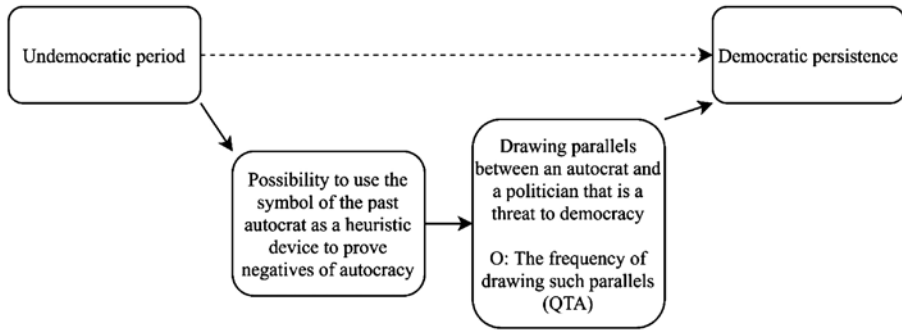 Undemocratic period
Democratic persistence
Possibility to use the
symbol of the past
autocrat as a heuristic
device to prove
negatives of autocracy
Drawing parallels
between an autocrat and
a politician that is a
threat to democracy
O: The frequency of
drawing such parallels
(QTA)